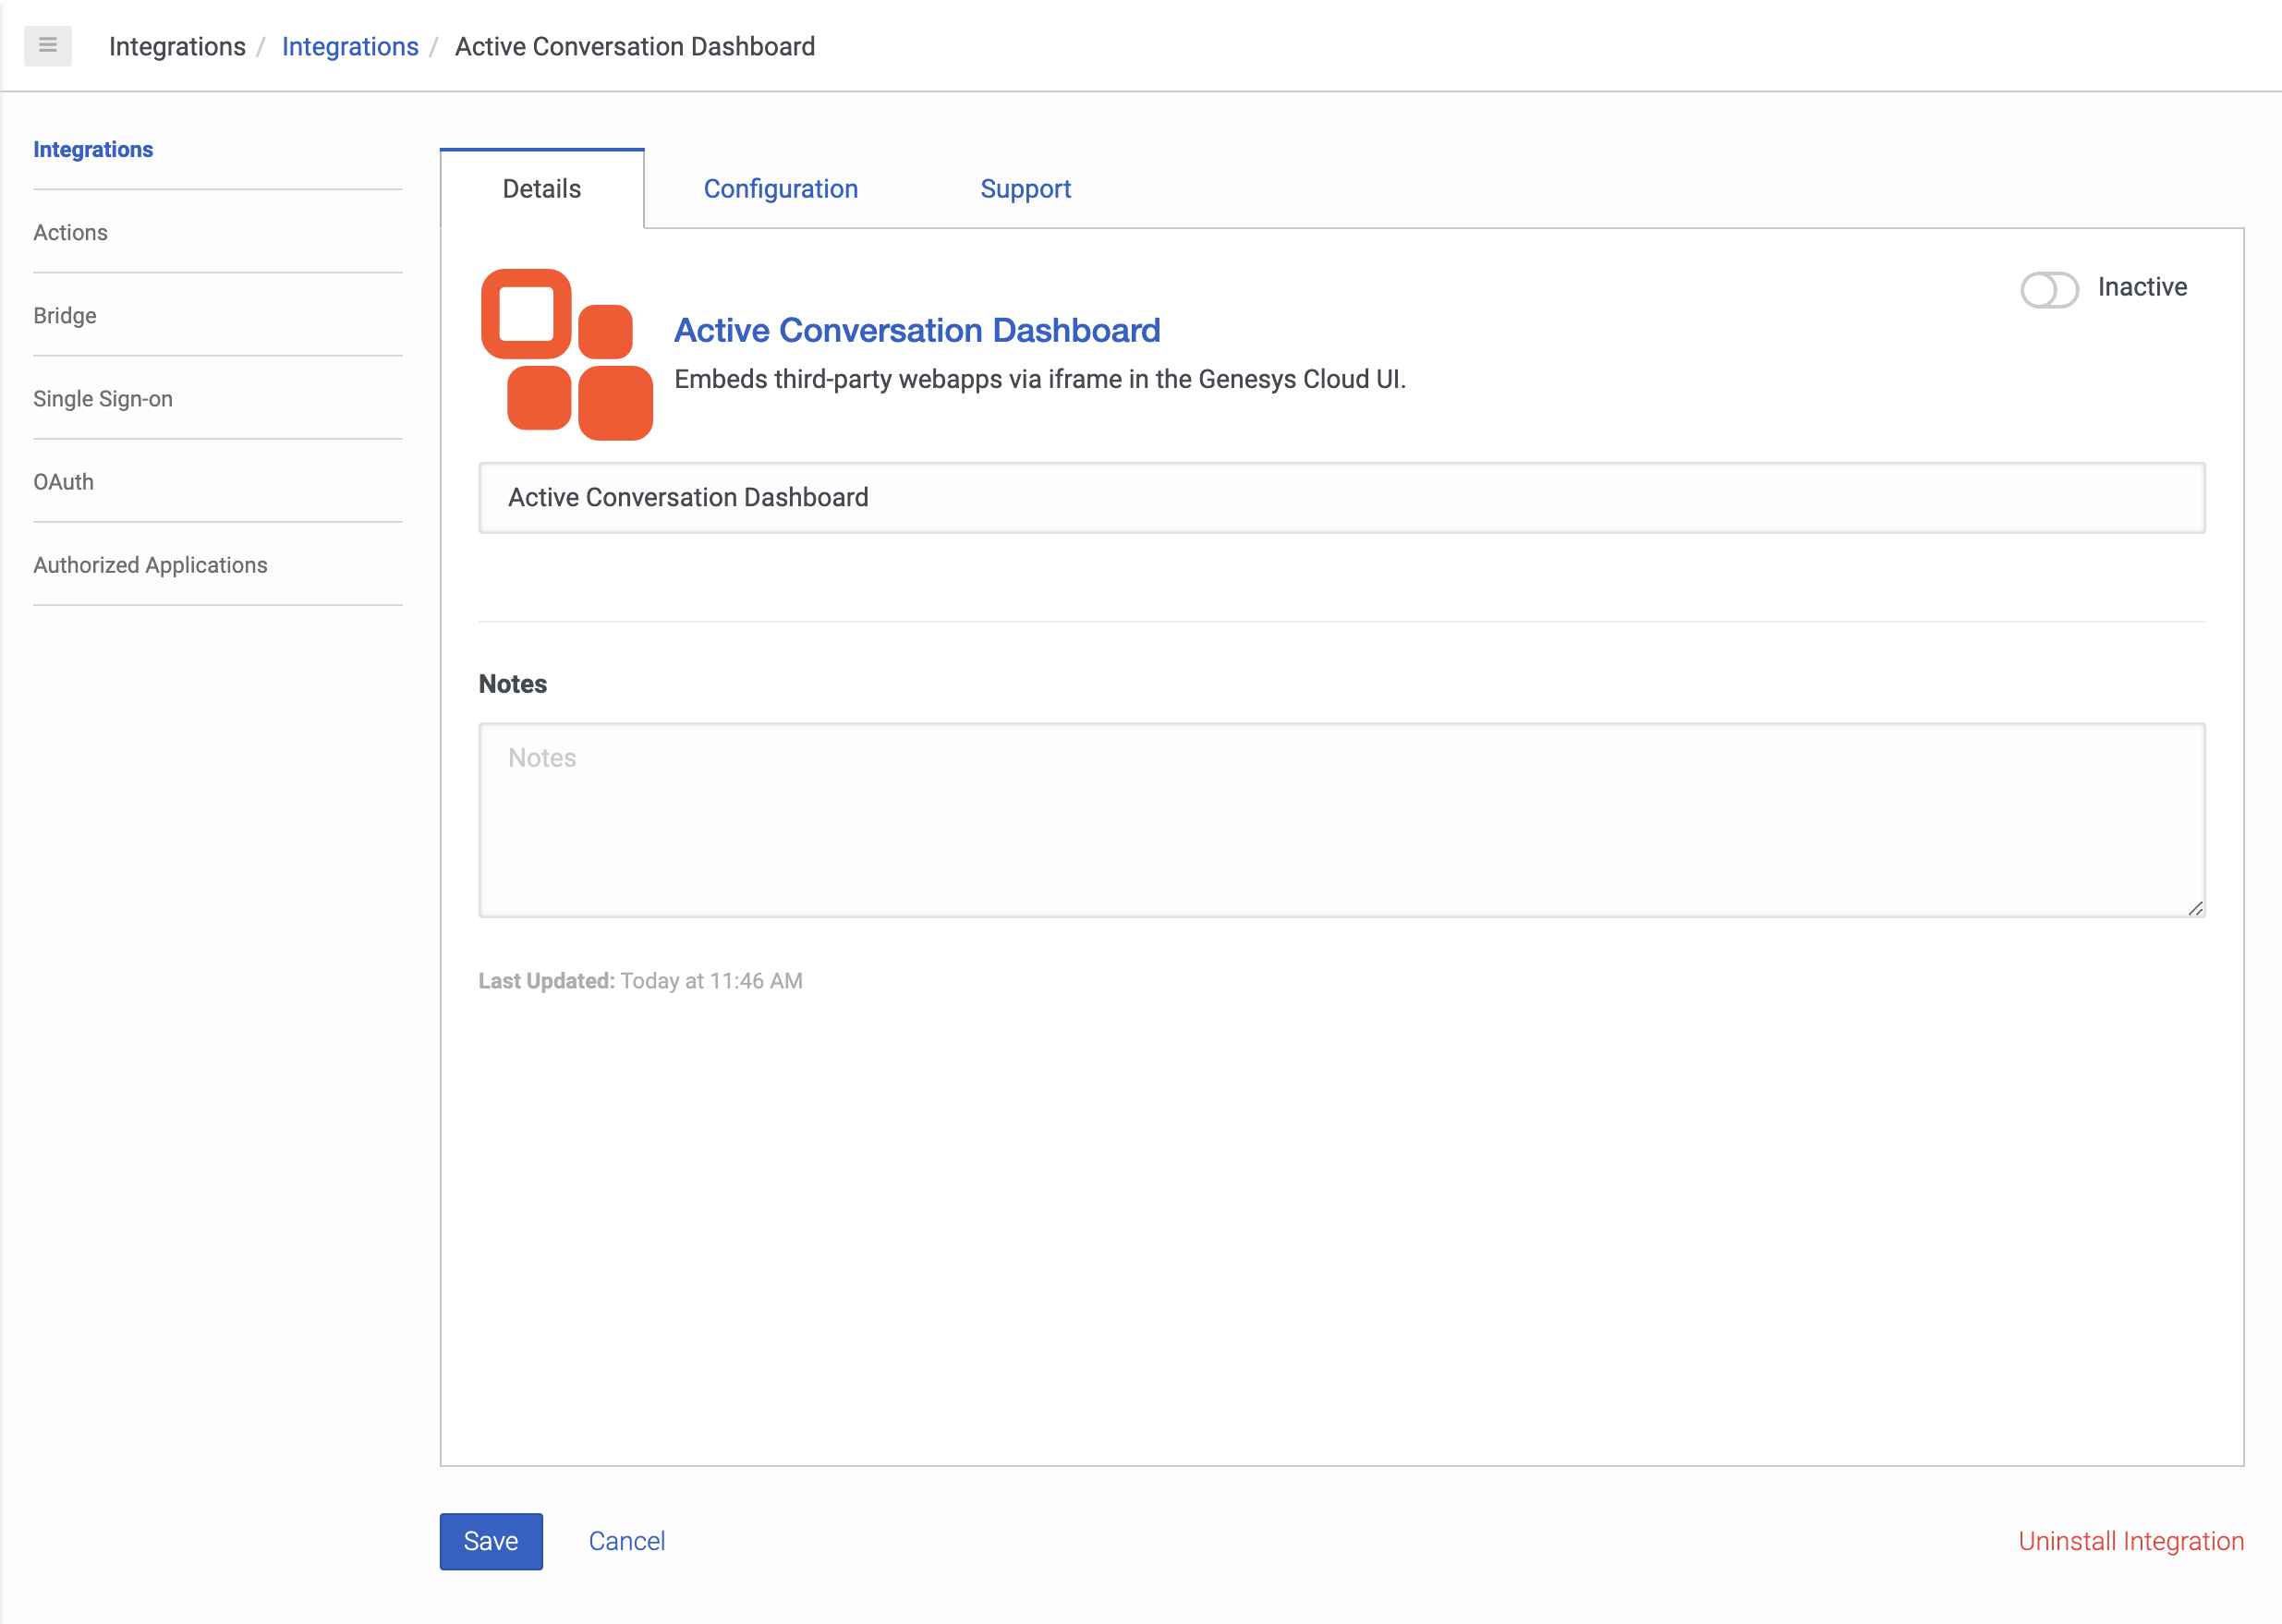 Integrations / Integrations / Active Conversation Dashboard
Integrations
Actions
Bridge
Single Sign-on
OAuth
Authorized Applications
Details
Configuration
Support
Inactive
Active Conversation Dashboard
Embeds third-party webapps via iframe in the Genesys Cloud UI.
Active Conversation Dashboard
Notes
Notes
Last Updated: Today at 11:46 AM
Save
Cancel
Uninstall Integration